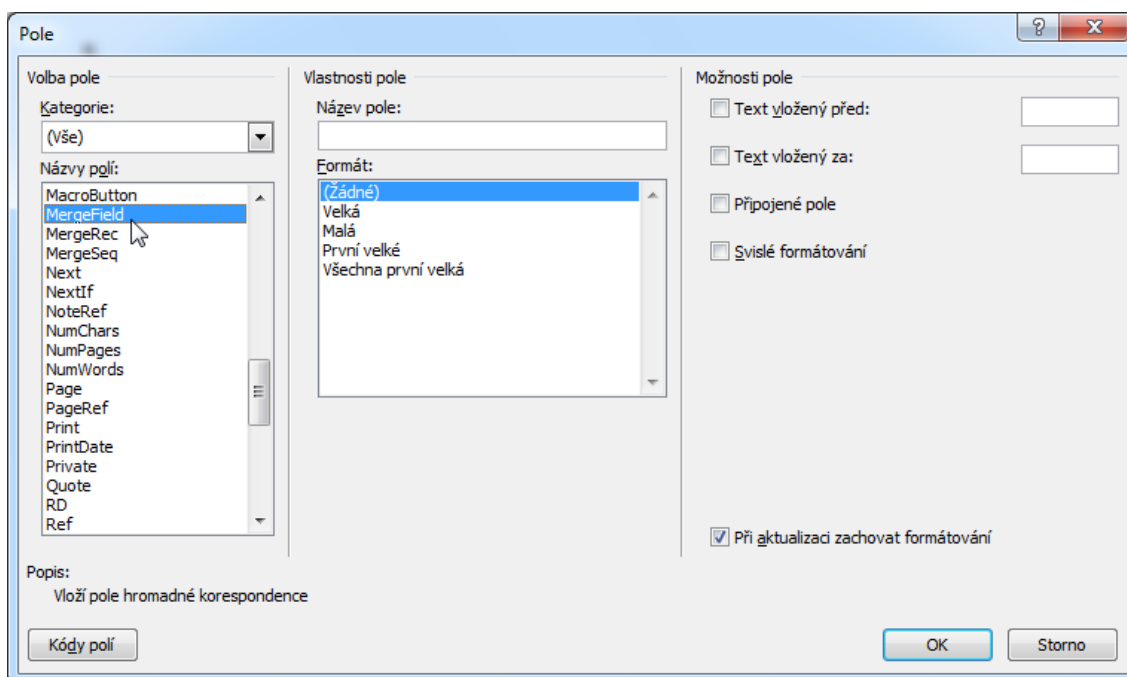 Pole
Volba pole
Kategorie:
(Vše)
Názvy polí:
MacroButton
MergeField
MergeRec
MergeSeq
Next
NextIf
NoteRef
NumChars
NumPages
NumWords
Page
PageRef
Print
PrintDate
Private
Quote
RD
Ref
Vlastnosti pole
Název pole:
Formát:
(Žádné)
Velká
Malá
První velké
Všechna první velká
Možnosti pole
Text vložený před:
Text vložený za:
Připojené pole
Svislé formátování
Při aktualizaci zachovat formátování
Popis:
Vloží pole hromadné korespondence
Kódy polí
OK
Storno